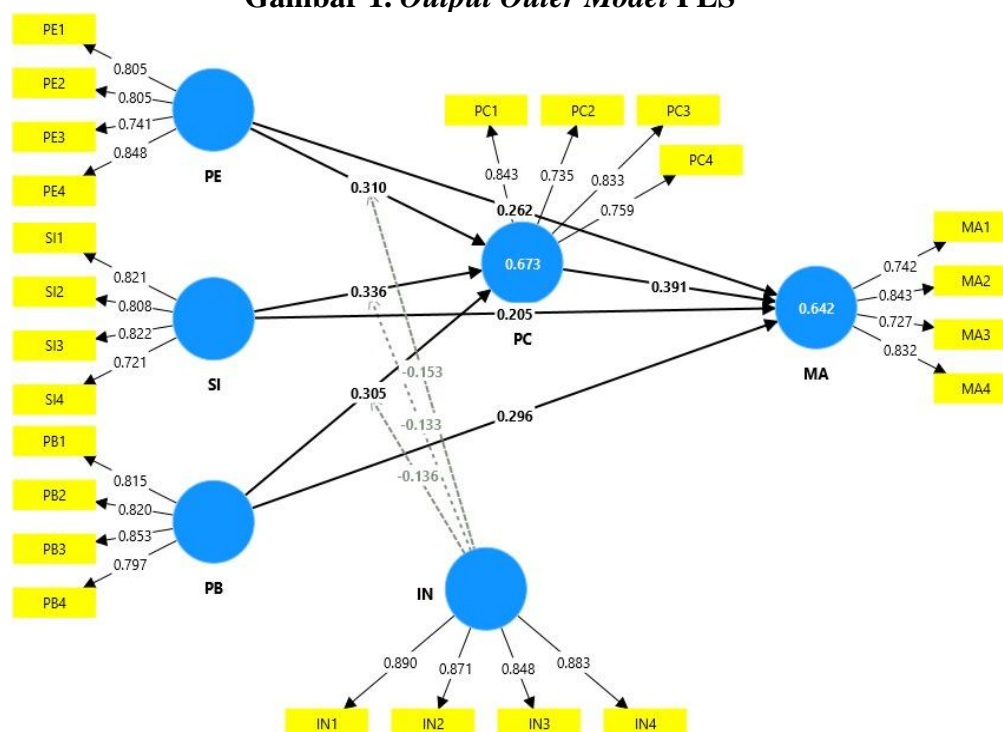 Gambar 1. Output Outer Model PLS
PE1
PE2
PE3
PE4
0.805
0.805
0.741
0.848
PE
SI1
SI2
SI3
SI4
0.821
0.808
0.822
0.721
SI
PB1
PB2
PB3
PB4
0.815
0.820
0.853
0.797
PB
PC1
PC2
PC3
PC4
0.843
0.735
0.833
0.759
0.673
PC
0.310
0.262
0.336
0.205
0.391
0.305
0.296
-0.153
-0.133
-0.136
0.642
MA
0.742
0.843
0.727
0.832
MA1
MA2
MA3
MA4
IN
0.890
0.871
0.848
0.883
IN1
IN2
IN3
IN4